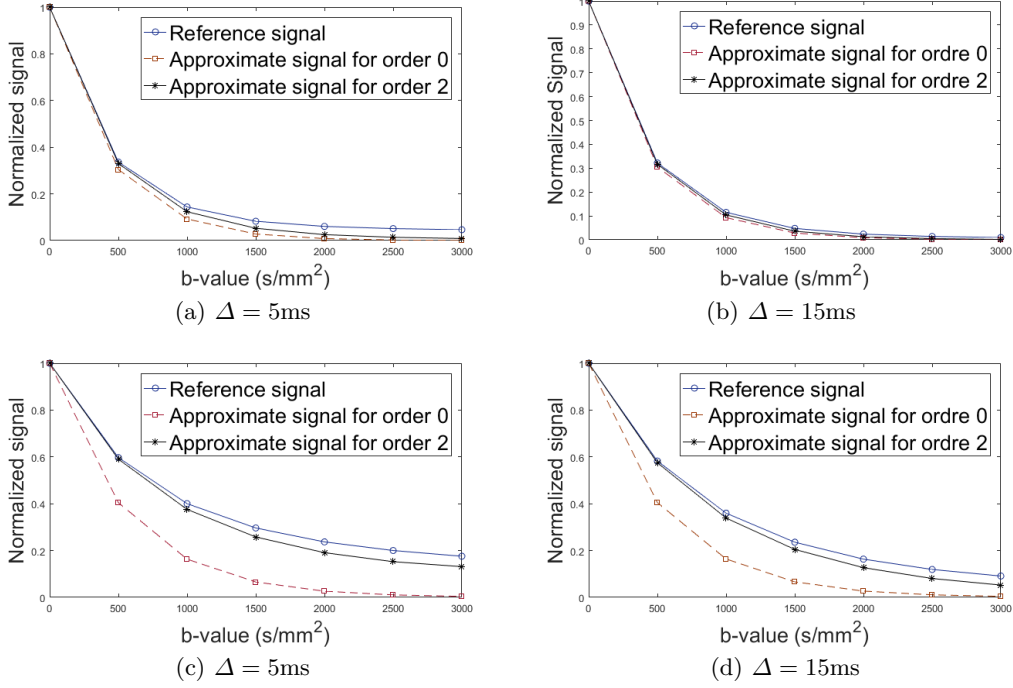 Normalized signal
1
0.8
0.6
0.4
0.2
0
Reference signal
Approximate signal for order 0
Approximate signal for order 2
0 500 1000 1500 2000 2500 3000
b-value (s/mm²)
(a) Δ = 5ms
Normalized Signal
1
0.9
0.8
0.7
0.6
0.5
0.4
0.3
0.2
0.1
0
Reference signal
Approximate signal for ordre 0
Approximate signal for ordre 2
0 500 1000 1500 2000 2500 3000
b-value (s/mm²)
(b) Δ = 15ms
Normalized signal
1
0.8
0.6
0.4
0.2
0
Reference signal
Approximate signal for order 0
Approximate signal for order 2
0 500 1000 1500 2000 2500 3000
b-value (s/mm²)
(c) Δ = 5ms
Normalized signal
1
0.8
0.6
0.4
0.2
0
Reference signal
Approximate signal for ordre 0
Approximate signal for ordre 2
0 500 1000 1500 2000 2500 3000
b-value (s/mm²)
(d) Δ = 15ms